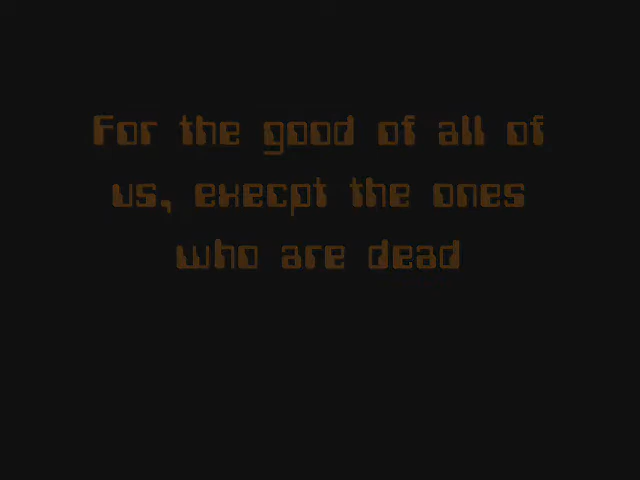 For the good of all of
us, execpt the ones
who are dead